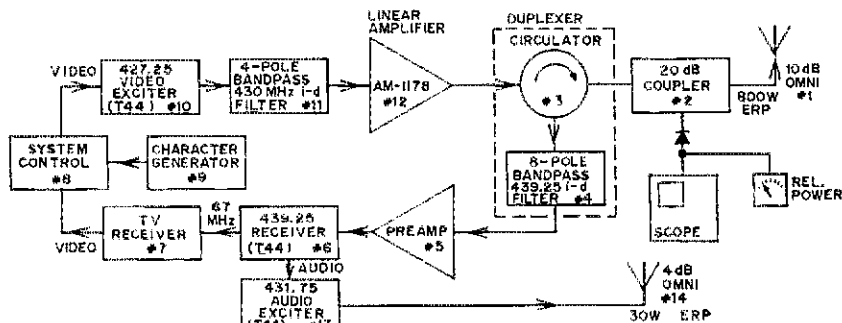 LINEAR
AMPLIFIER
AM-1178
#12
DUPLEXER
CIRCULATOR
#3
VIDEO
427.25
VIDEO
EXCITER
(T44) #10
4-POLE
BANDPASS
430 MHz i-d
FILTER #11
20 dB
COUPLER
#2
800W
ERP
10 dB
OMNI
#1
SYSTEM
CONTROL
#8
CHARACTER
GENERATOR
#9
8-POLE
BANDPASS
439.25 i-d
FILTER #4
SCOPE
REL.
POWER
VIDEO
TV
RECEIVER
#7
67
MHz
439.25
RECEIVER
(T44) #6
PREAMP
#5
AUDIO
431.75
AUDIO
EXCITER
4 dB
OMNI
#14
30W ERP